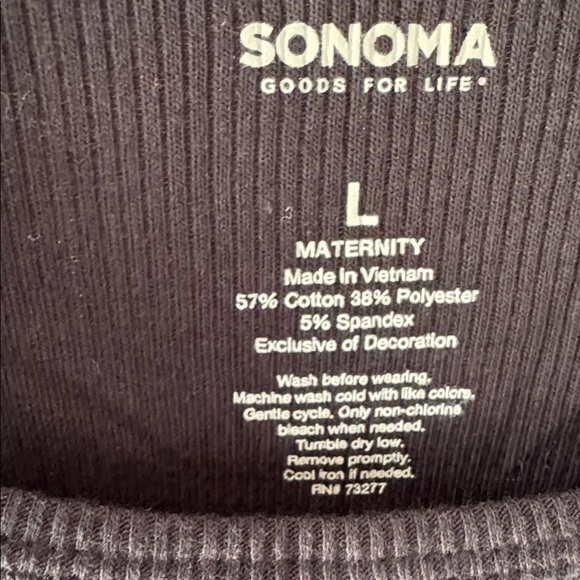 SONOMA
GOODS FOR LIFE®
L
MATERNITY
Made in Vietnam
57% Cotton 38% Polyester
5% Spandex
Exclusive of Decoration
Wash before wearing.
Machine wash cold with like colors.
Gentle cycle. Only non-chlorine
bleach when needed.
Tumble dry low.
Remove promptly.
Cool iron if needed.
RN# 73277